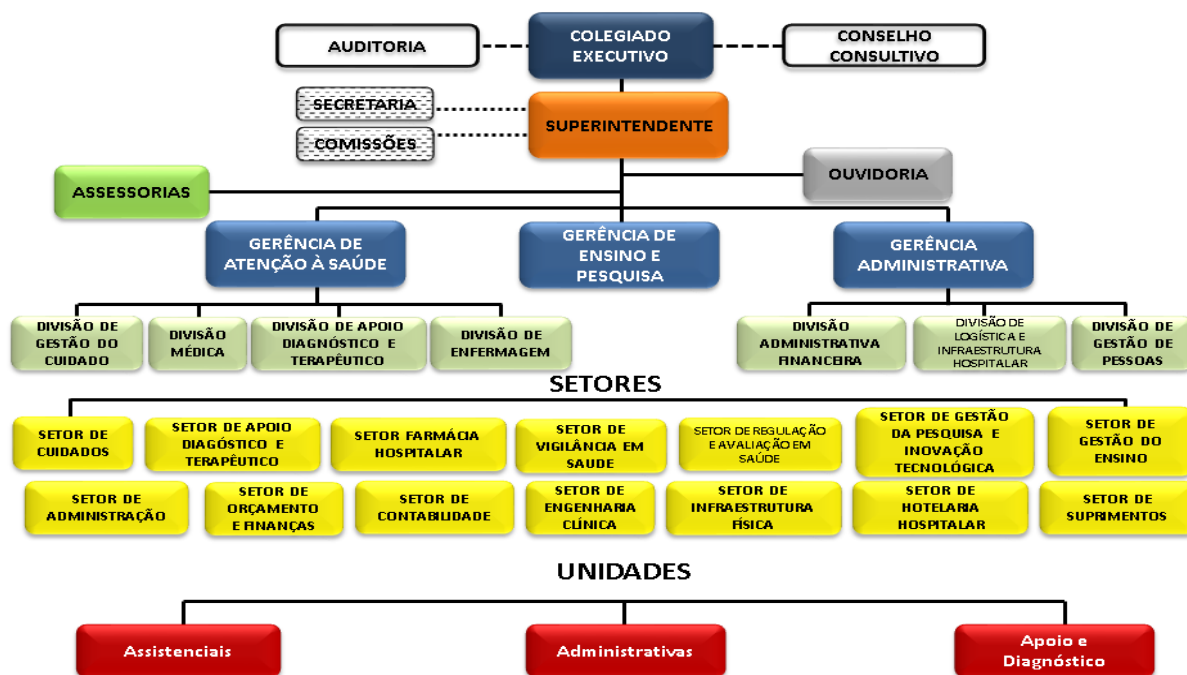 AUDITORIA
COLEGIADO
EXECUTIVO
CONSELHO
CONSULTIVO
SECRETARIA
COMISSÕES
SUPERINTENDENTE
ASSESSORIAS
OUVIDORIA
GERÊNCIA DE
ATENÇÃO À SAÚDE
GERÊNCIA DE
ENSINO E
PESQUISA
GERÊNCIA
ADMINISTRATIVA
DIVISÃO DE
GESTÃO DO
CUIDADO
DIVISÃO
MÉDICA
DIVISÃO DE APOIO
DIAGNÓSTICO E
TERAPÊUTICO
DIVISÃO DE
ENFERMAGEM
DIVISÃO
ADMINISTRATIVA
FINANCEIRA
DIVISÃO DE
LOGÍSTICA E
INFRAESTRUTURA
HOSPITALAR
DIVISÃO DE
GESTÃO DE
PESSOAS
SETORES
SETOR DE
CUIDADOS
SETOR DE APOIO
DIAGÓSTICO E
TERAPÊUTICO
SETOR FARMÁCIA
HOSPITALAR
SETOR DE
VIGILÂNCIA EM
SAUDE
SETOR DE REGULAÇÃO
E AVALIAÇÃO EM
SAÚDE
SETOR DE GESTÃO
DA PESQUISA E
INOVAÇÃO
TECNOLÓGICA
SETOR DE
GESTÃO DO
ENSINO
SETOR DE
ADMINISTRAÇÃO
SETOR DE
ORÇAMENTO
E FINANÇAS
SETOR DE
CONTABILIDADE
SETOR DE
ENGENHARIA
CLÍNICA
SETOR DE
INFRAESTRUTURA
FÍSICA
SETOR DE
HOTELARIA
HOSPITALAR
SETOR DE
SUPRIMENTOS
UNIDADES
Assistenciais
Administrativas
Apoio e
Diagnóstico